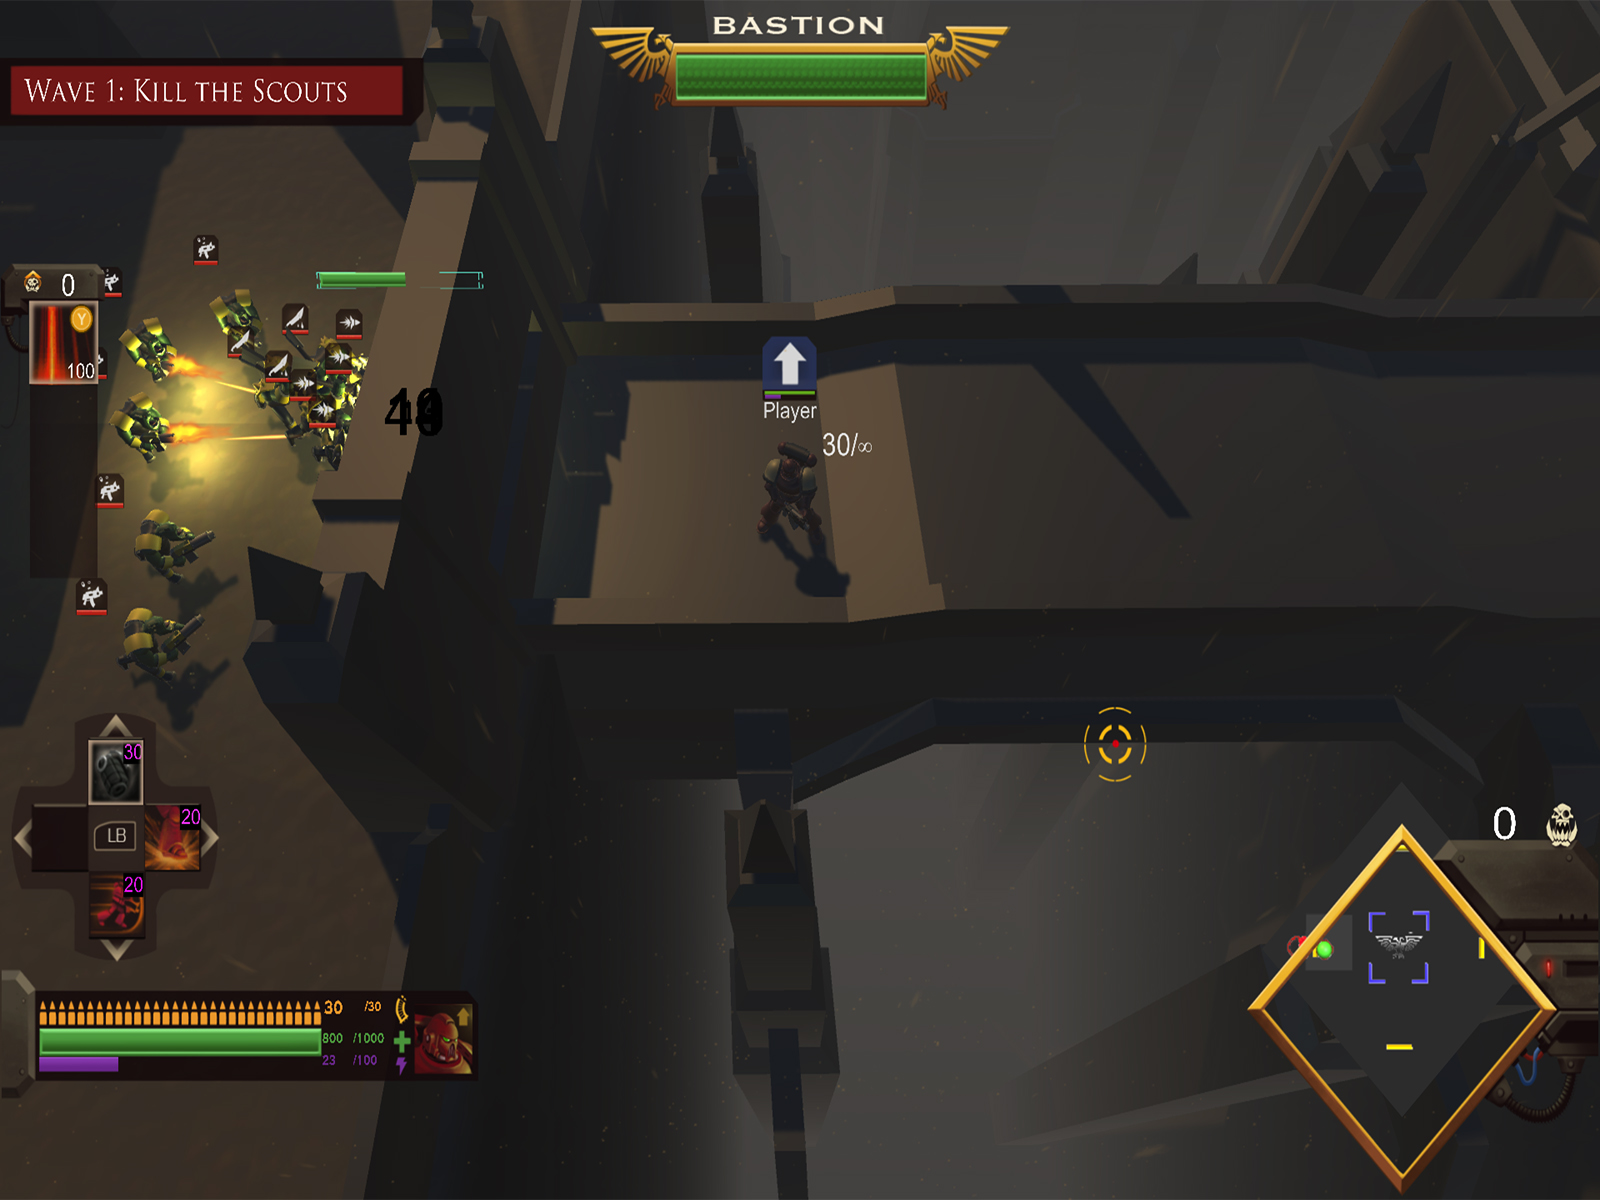 BASTION
WAVE 1: KILL THE SCOUTS
0
Y
100
Player
30/∞
30
20
LB
20
0
30 /30
800 /1000
23 /100